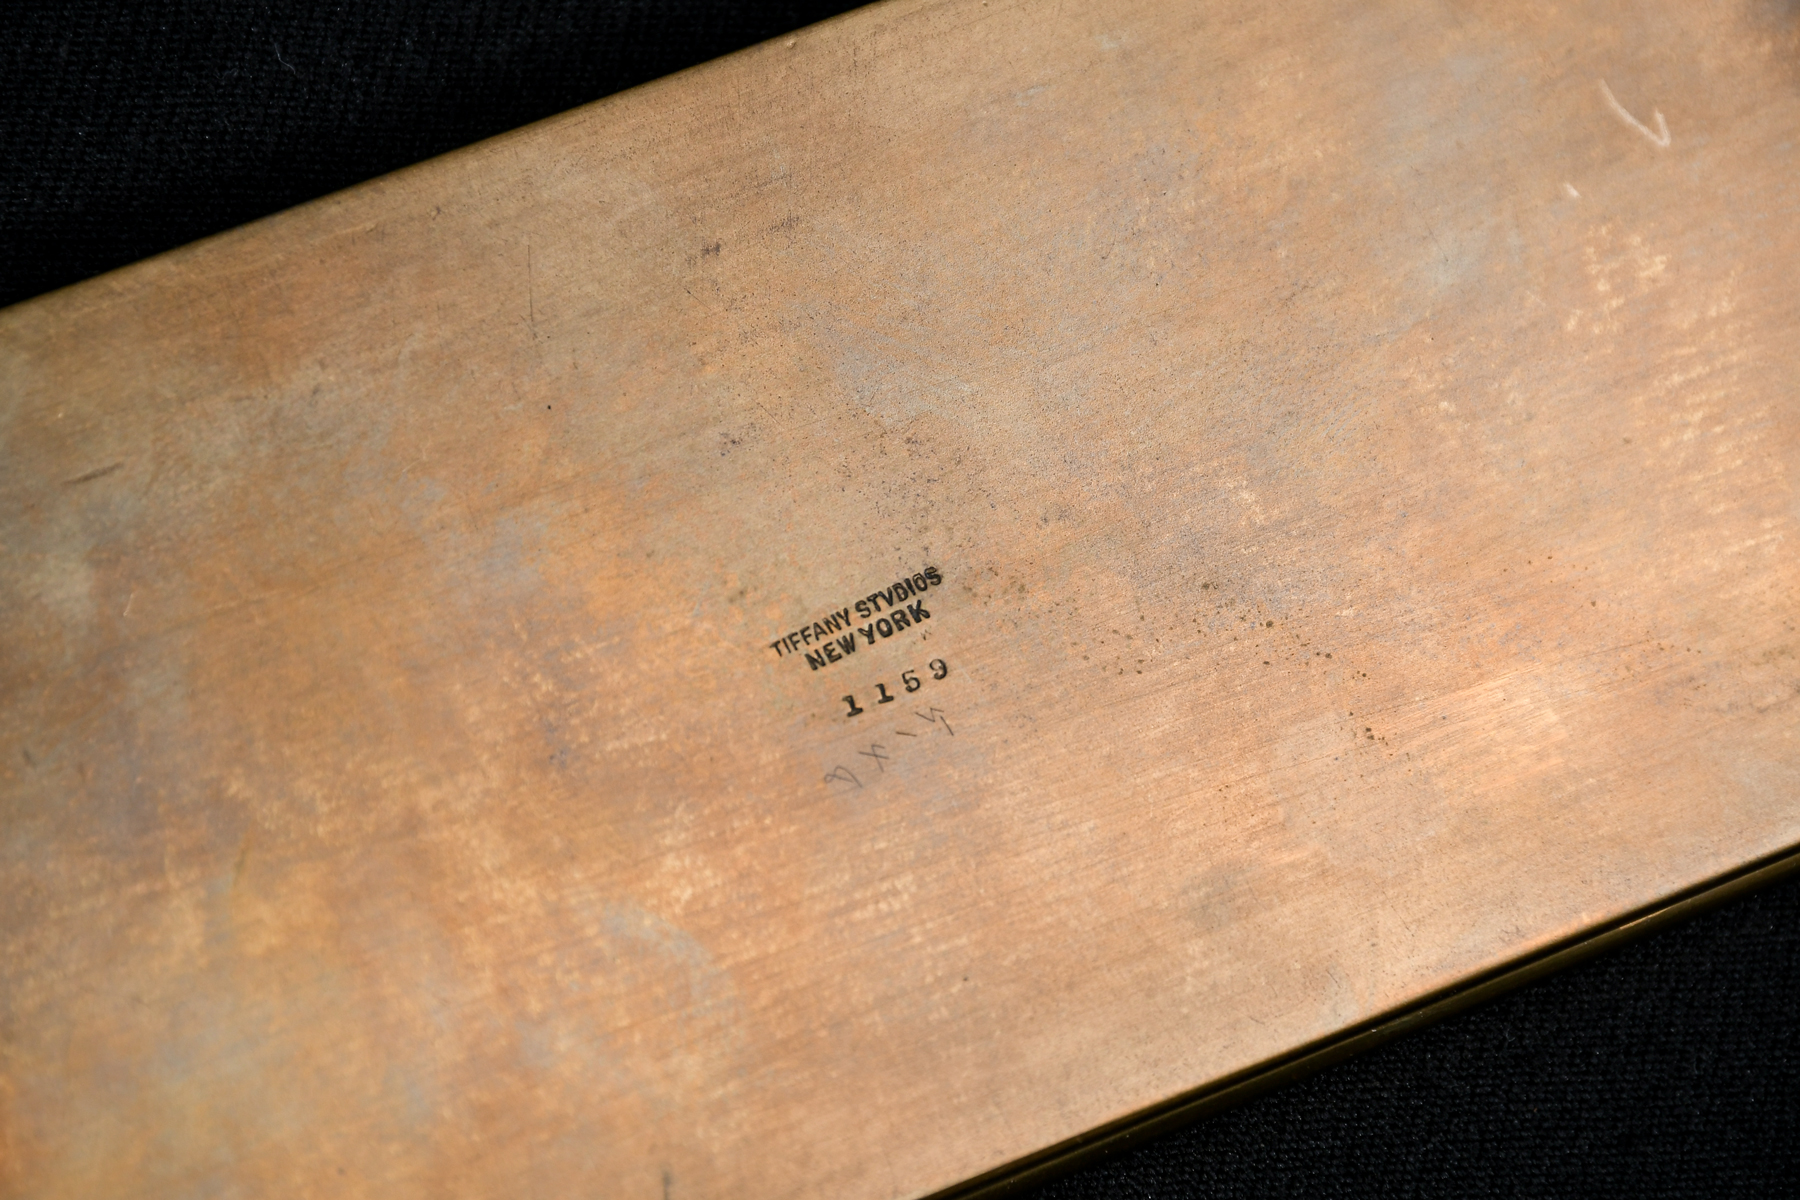 TIFFANY STVDIOS
NEW YORK
1159